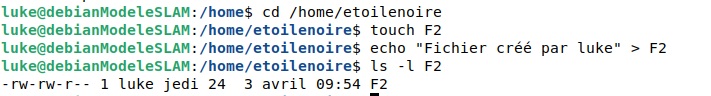 luke@debianModeleSLAM:/home$ cd /home/etoilenoire
luke@debianModeleSLAM:/home/etoilenoire$ touch F2
luke@debianModeleSLAM:/home/etoilenoire$ echo "Fichier créé par luke" > F2
luke@debianModeleSLAM:/home/etoilenoire$ ls -l F2
-rw-rw-r-- 1 luke jedi 24  3 avril 09:54 F2